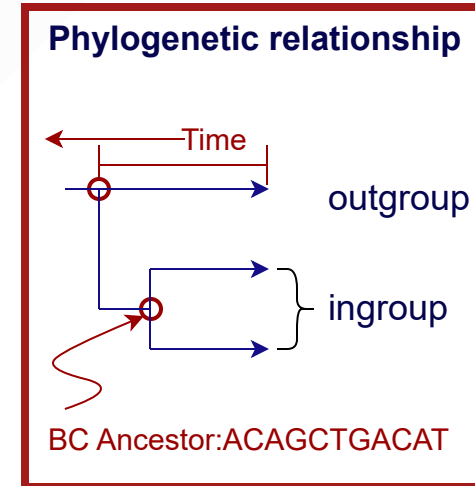 Phylogenetic relationship
Time
outgroup
ingroup
BC Ancestor:ACAGCTGACAT